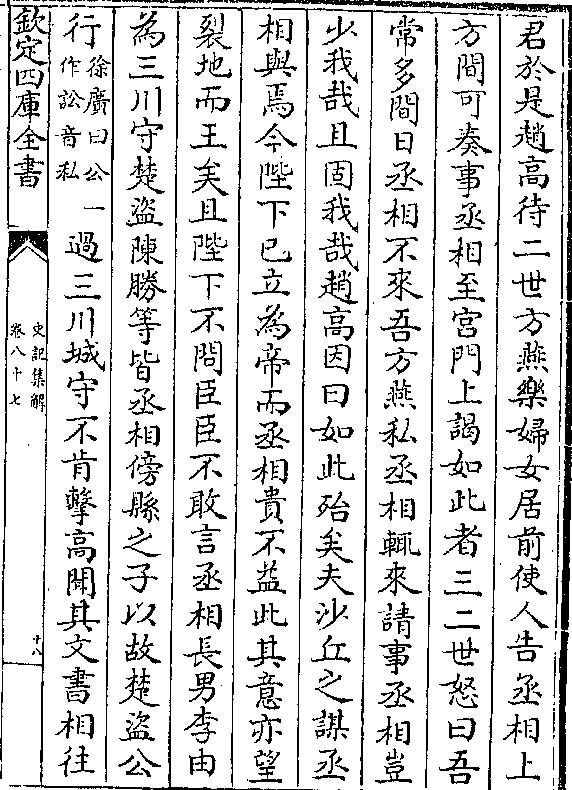 君於是趙高待二世方燕樂婦女居前使人告丞相上
方間可奏事丞相至宮門上謁如此者三二世怒曰吾
常多間日丞相不來吾方燕私丞相輒來請事丞相豈
少我哉且固我哉趙高因曰如此殆矣夫沙丘之謀丞
相與焉今陛下已立為帝而丞相貴不益此其意亦望
裂地而王矣且陛下不問臣臣不敢言丞相長男李由
為三川守楚盜陳勝等皆丞相傍縣之子以故楚盜公
行徐廣曰公一作訟音私過三川城守不肯擊高聞其文書相往
欽定四庫全書
史記集解
卷八十七
十八